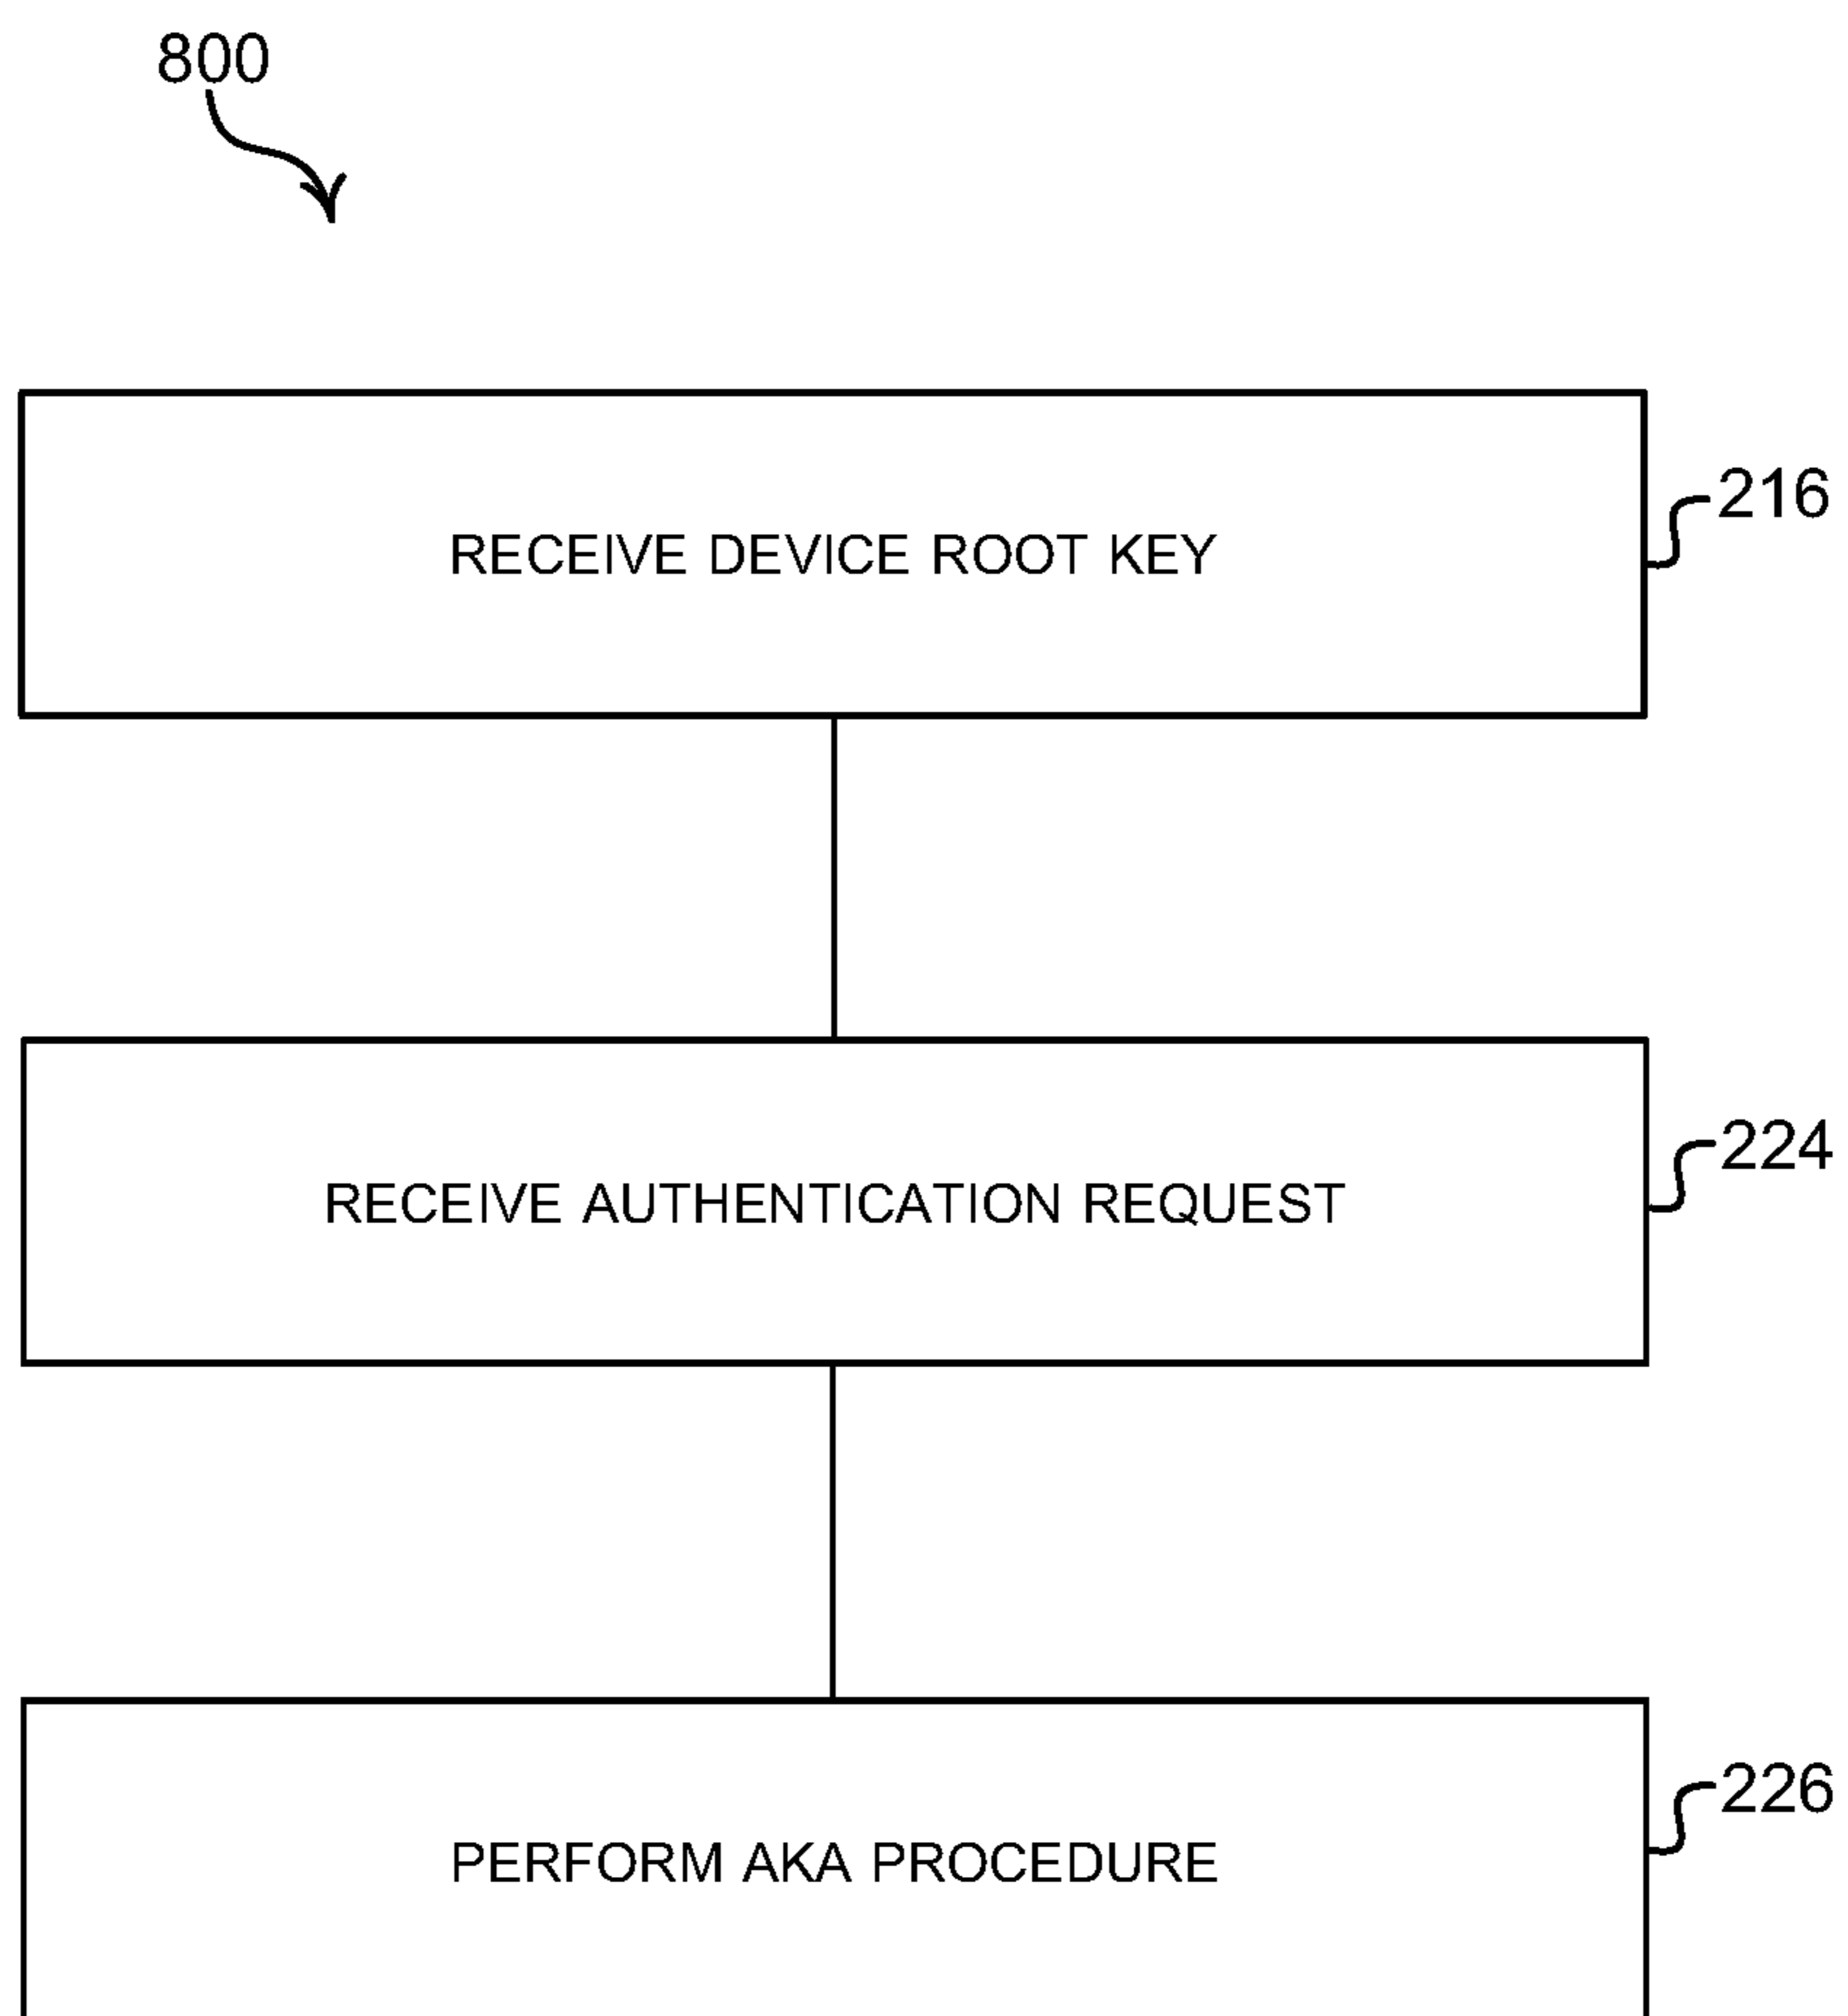 800
RECEIVE DEVICE ROOT KEY
216
RECEIVE AUTHENTICATION REQUEST
224
PERFORM AKA PROCEDURE
226